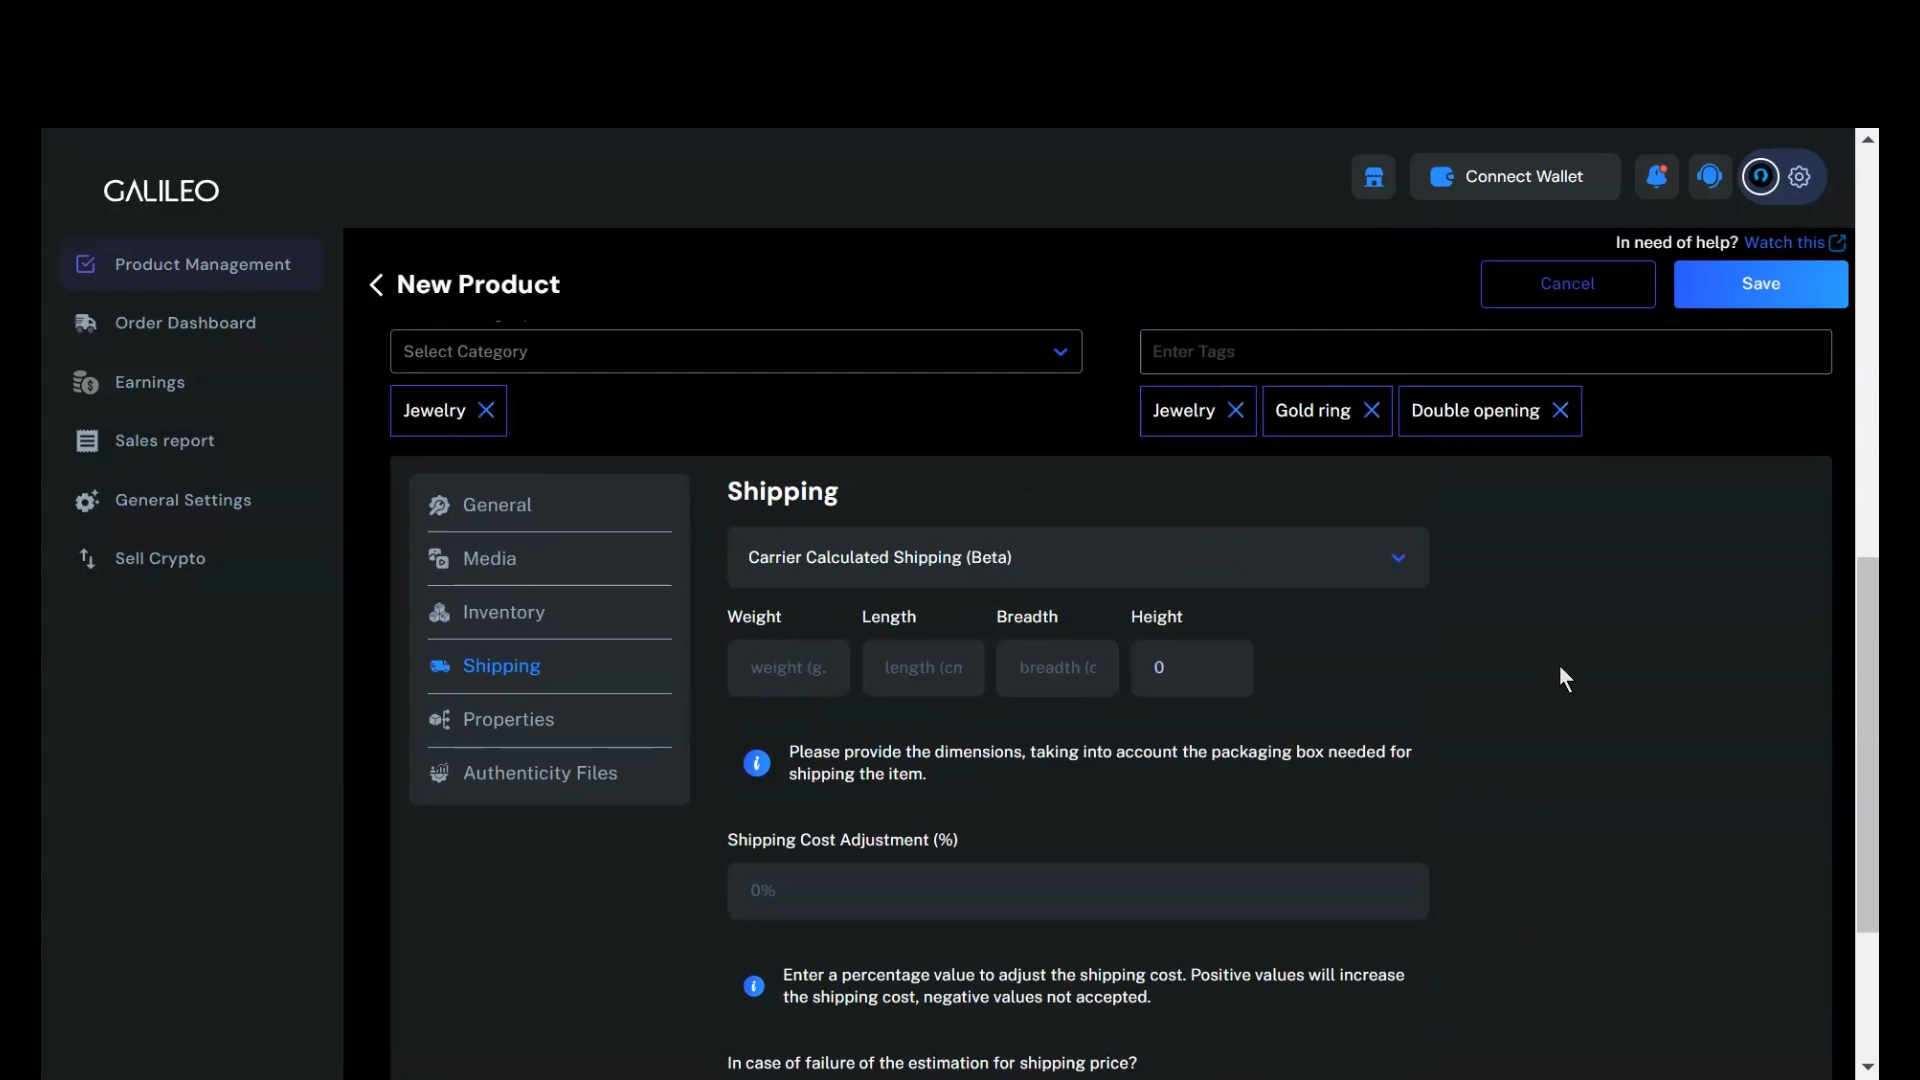 GALILEO
Connect Wallet
In need of help? Watch this
Product Management
Order Dashboard
Earnings
Sales report
General Settings
Sell Crypto
New Product
Cancel
Save
Select Category
Enter Tags
Jewelry
Jewelry
Gold ring
Double opening
General
Media
Inventory
Shipping
Properties
Authenticity Files
Shipping
Carrier Calculated Shipping (Beta)
Weight Length Breadth Height
weight (g. length (cm breadth (c 0
Please provide the dimensions, taking into account the packaging box needed for
shipping the item.
Shipping Cost Adjustment (%)
0%
Enter a percentage value to adjust the shipping cost. Positive values will increase
the shipping cost, negative values not accepted.
In case of failure of the estimation for shipping price?